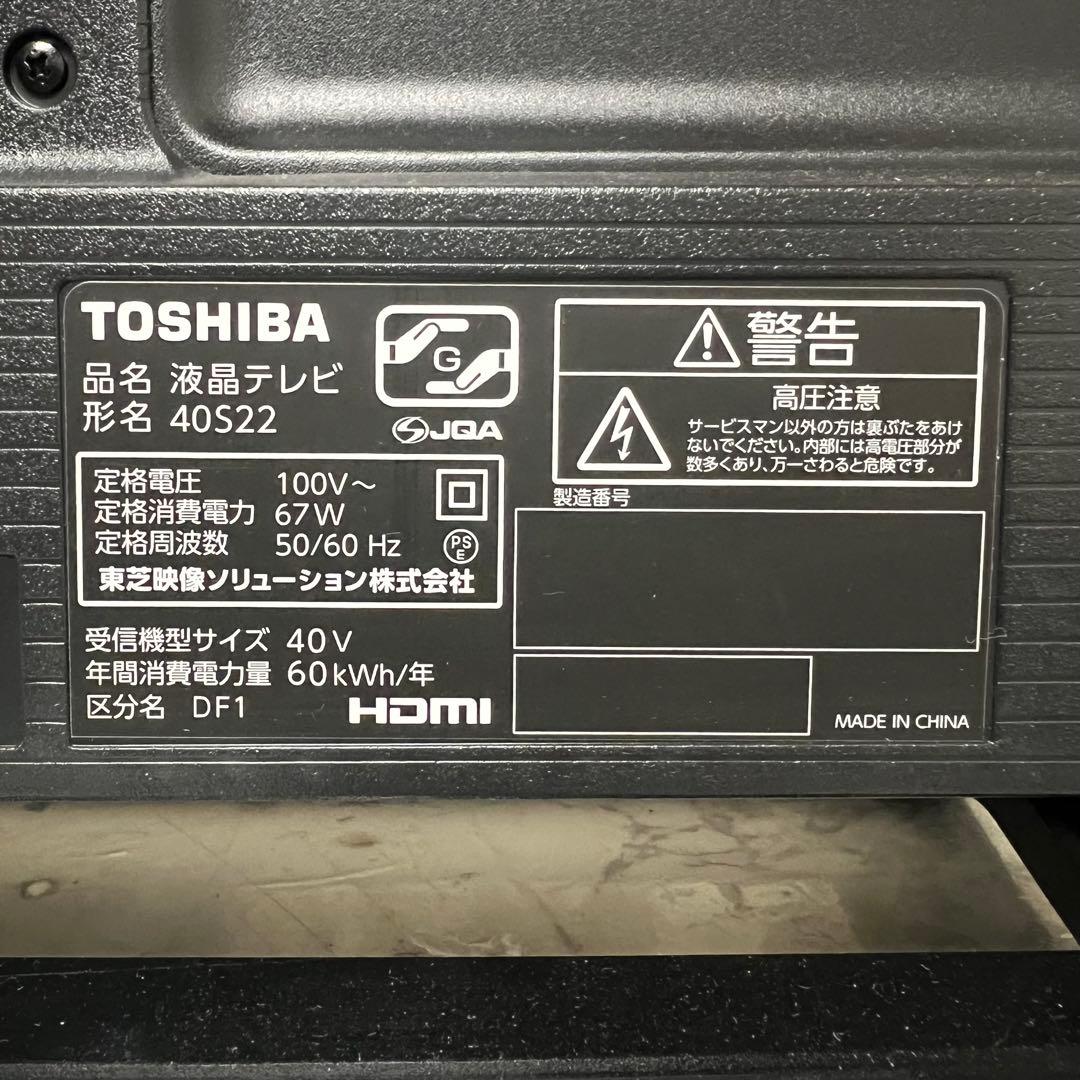 TOSHIBA
品名 液晶テレビ
形名 40S22
G
JQA
定格電圧 100V～
定格消費電力 67W
定格周波数 50/60 Hz
PS
E
東芝映像ソリューション株式会社
受信機型サイズ 40V
年間消費電力量 60kWh/年
区分名 DF1
HDMI
警告
高圧注意
サービスマン以外の方は裏ぶたをあけ
ないでください。内部には高電圧部分が
数多くあり、万一さわると危険です。
製造番号
MADE IN CHINA